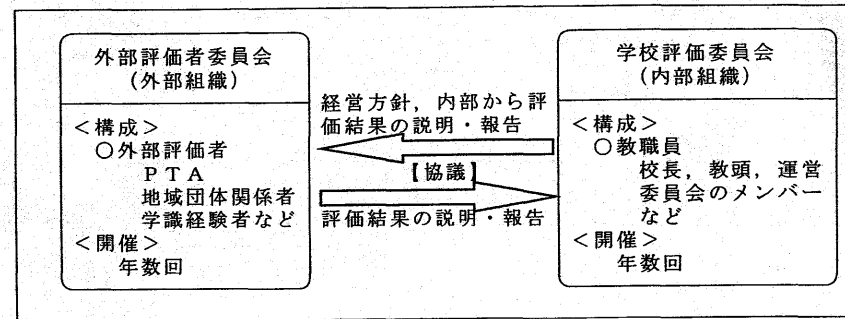 外部評価者委員会
(外部組織)
<構成>
○外部評価者
PTA
地域団体関係者
学識経験者など
<開催>
年数回
経営方針,内部から評
価結果の説明・報告
【協議】
評価結果の説明・報告
学校評価委員会
(内部組織)
<構成>
○教職員
校長,教頭,運営
委員会のメンバー
など
<開催>
年数回